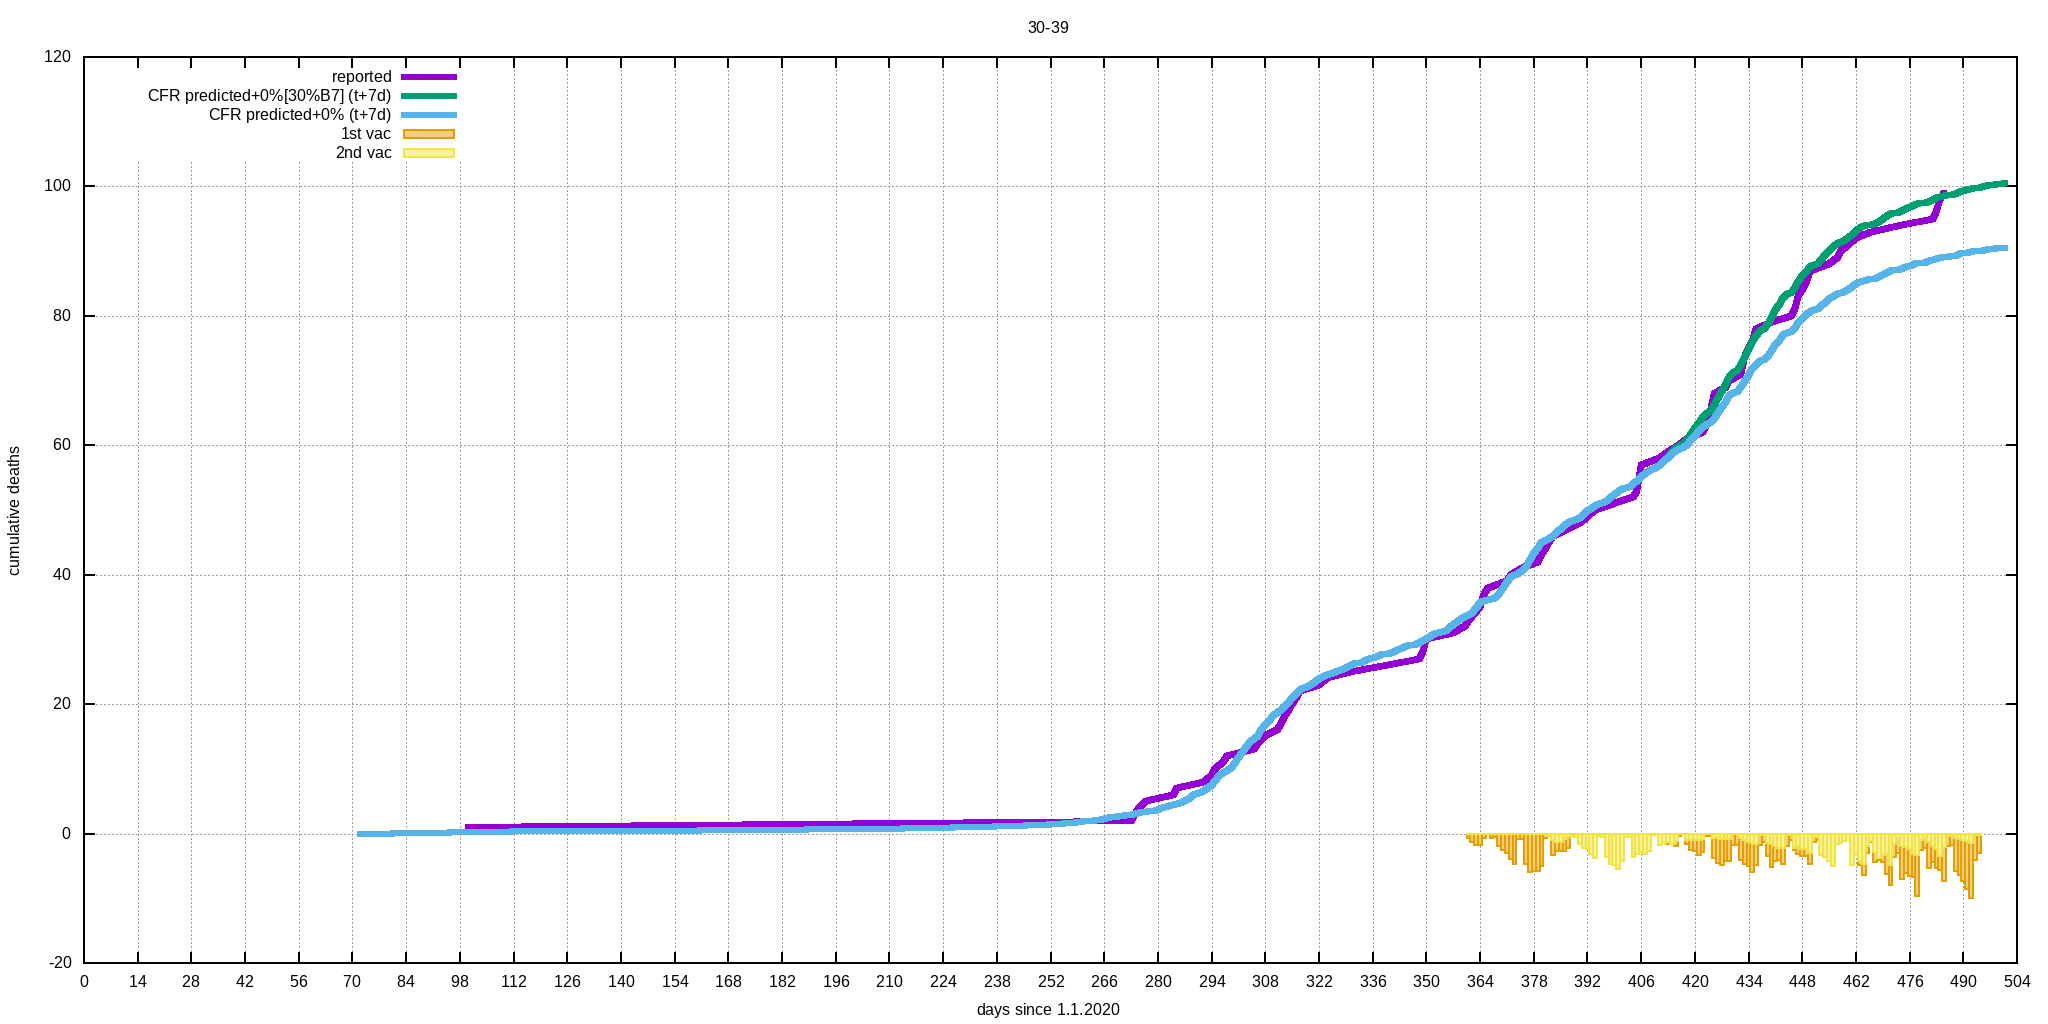 30-39
120
100
80
60
40
20
0
-20
cumulative deaths
reported
CFR predicted+0%[30%B7] (t+7d)
CFR predicted+0% (t+7d)
1st vac
2nd vac
0 14 28 42 56 70 84 98 112 126 140 154 168 182 196 210 224 238 252 266 280 294 308 322 336 350 364 378 392 406 420 434 448 462 476 490 504
days since 1.1.2020